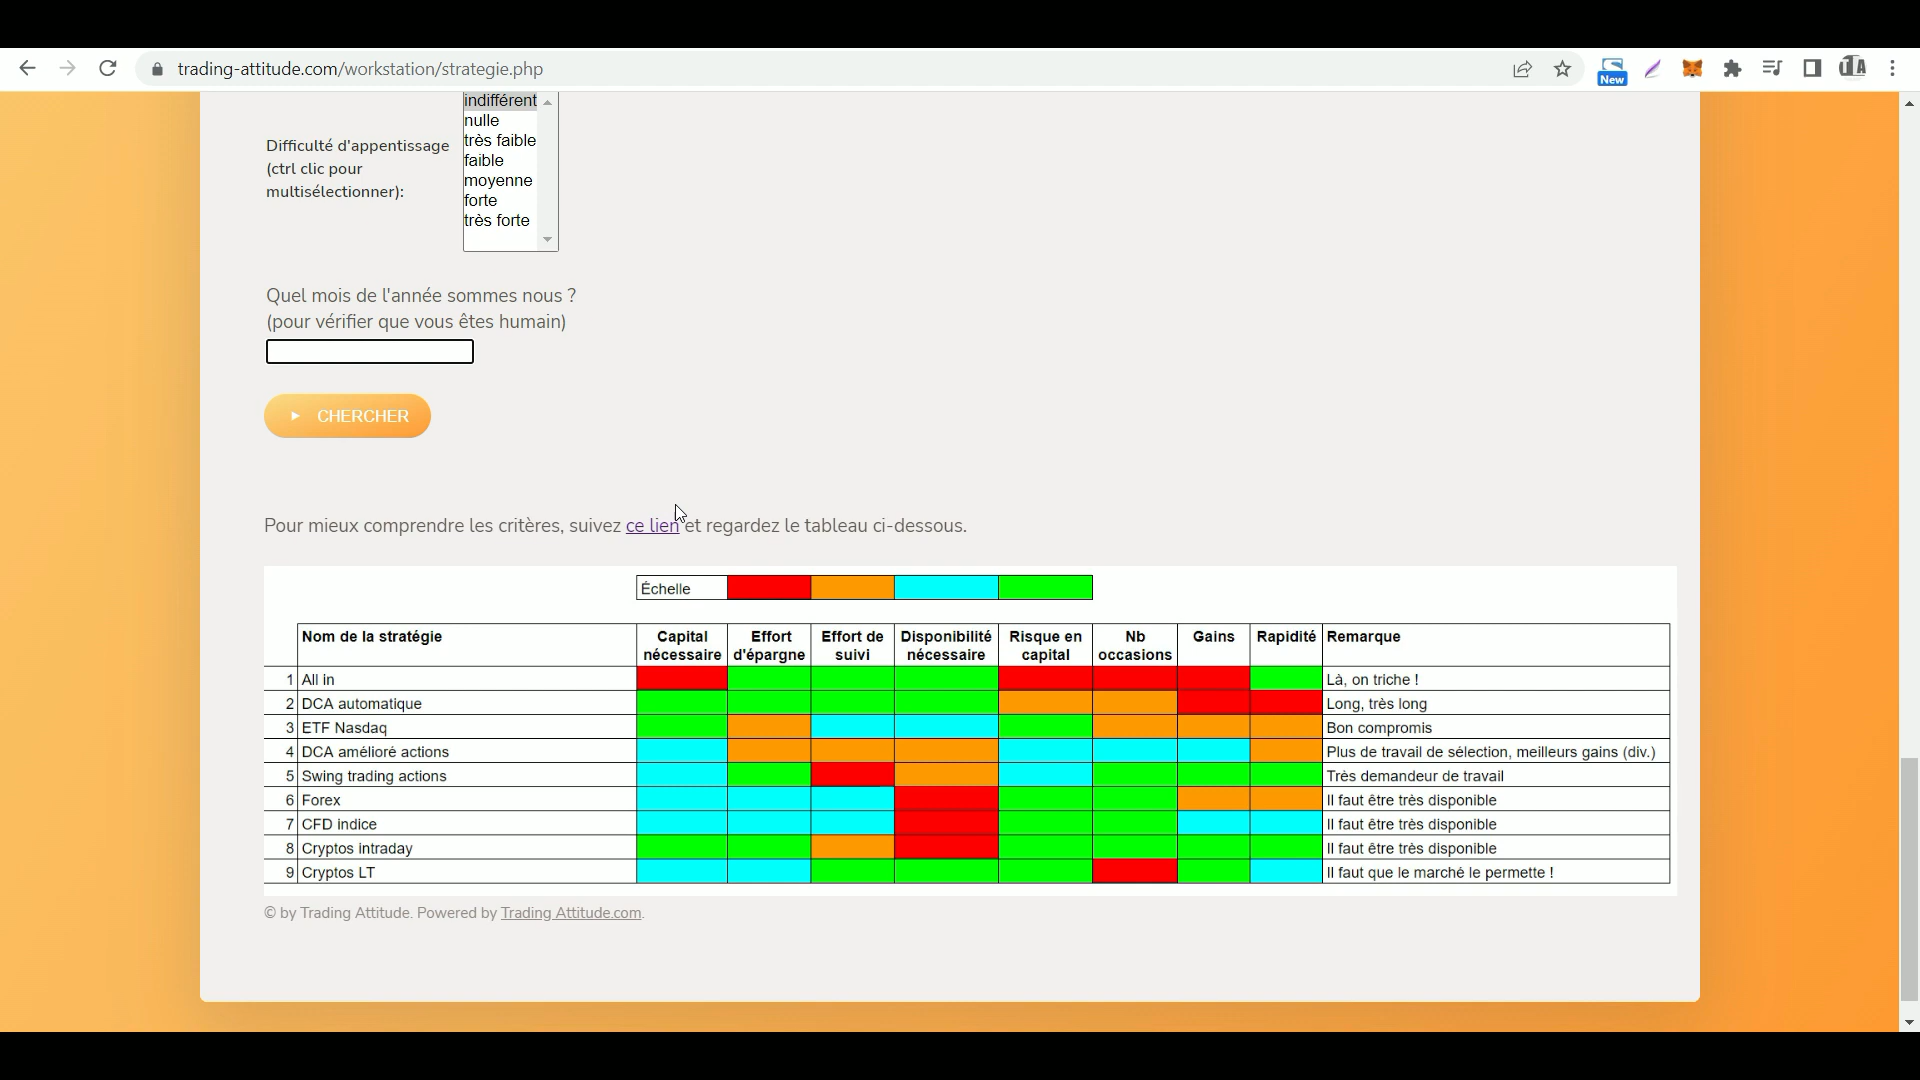 trading-attitude.com/workstation/strategie.php
New
indifférent
nulle
très faible
faible
moyenne
forte
très forte
Difficulté d'appentissage
(ctrl clic pour
multisélectionner):
Quel mois de l'année sommes nous ?
(pour vérifier que vous êtes humain)
CHERCHER
Pour mieux comprendre les critères, suivez ce lien et regardez le tableau ci-dessous.
Échelle
Nom de la stratégie Capital nécessaire Effort d'épargne Effort de suivi Disponibilité nécessaire Risque en capital Nb occasions Gains Rapidité Remarque
1 All in Là, on triche !
2 DCA automatique Long, très long
3 ETF Nasdaq Bon compromis
4 DCA amélioré actions Plus de travail de sélection, meilleurs gains (div.)
5 Swing trading actions Très demandeur de travail
6 Forex Il faut être très disponible
7 CFD indice Il faut être très disponible
8 Cryptos intraday Il faut être très disponible
9 Cryptos LT Il faut que le marché le permette !
© by Trading Attitude. Powered by Trading Attitude.com.